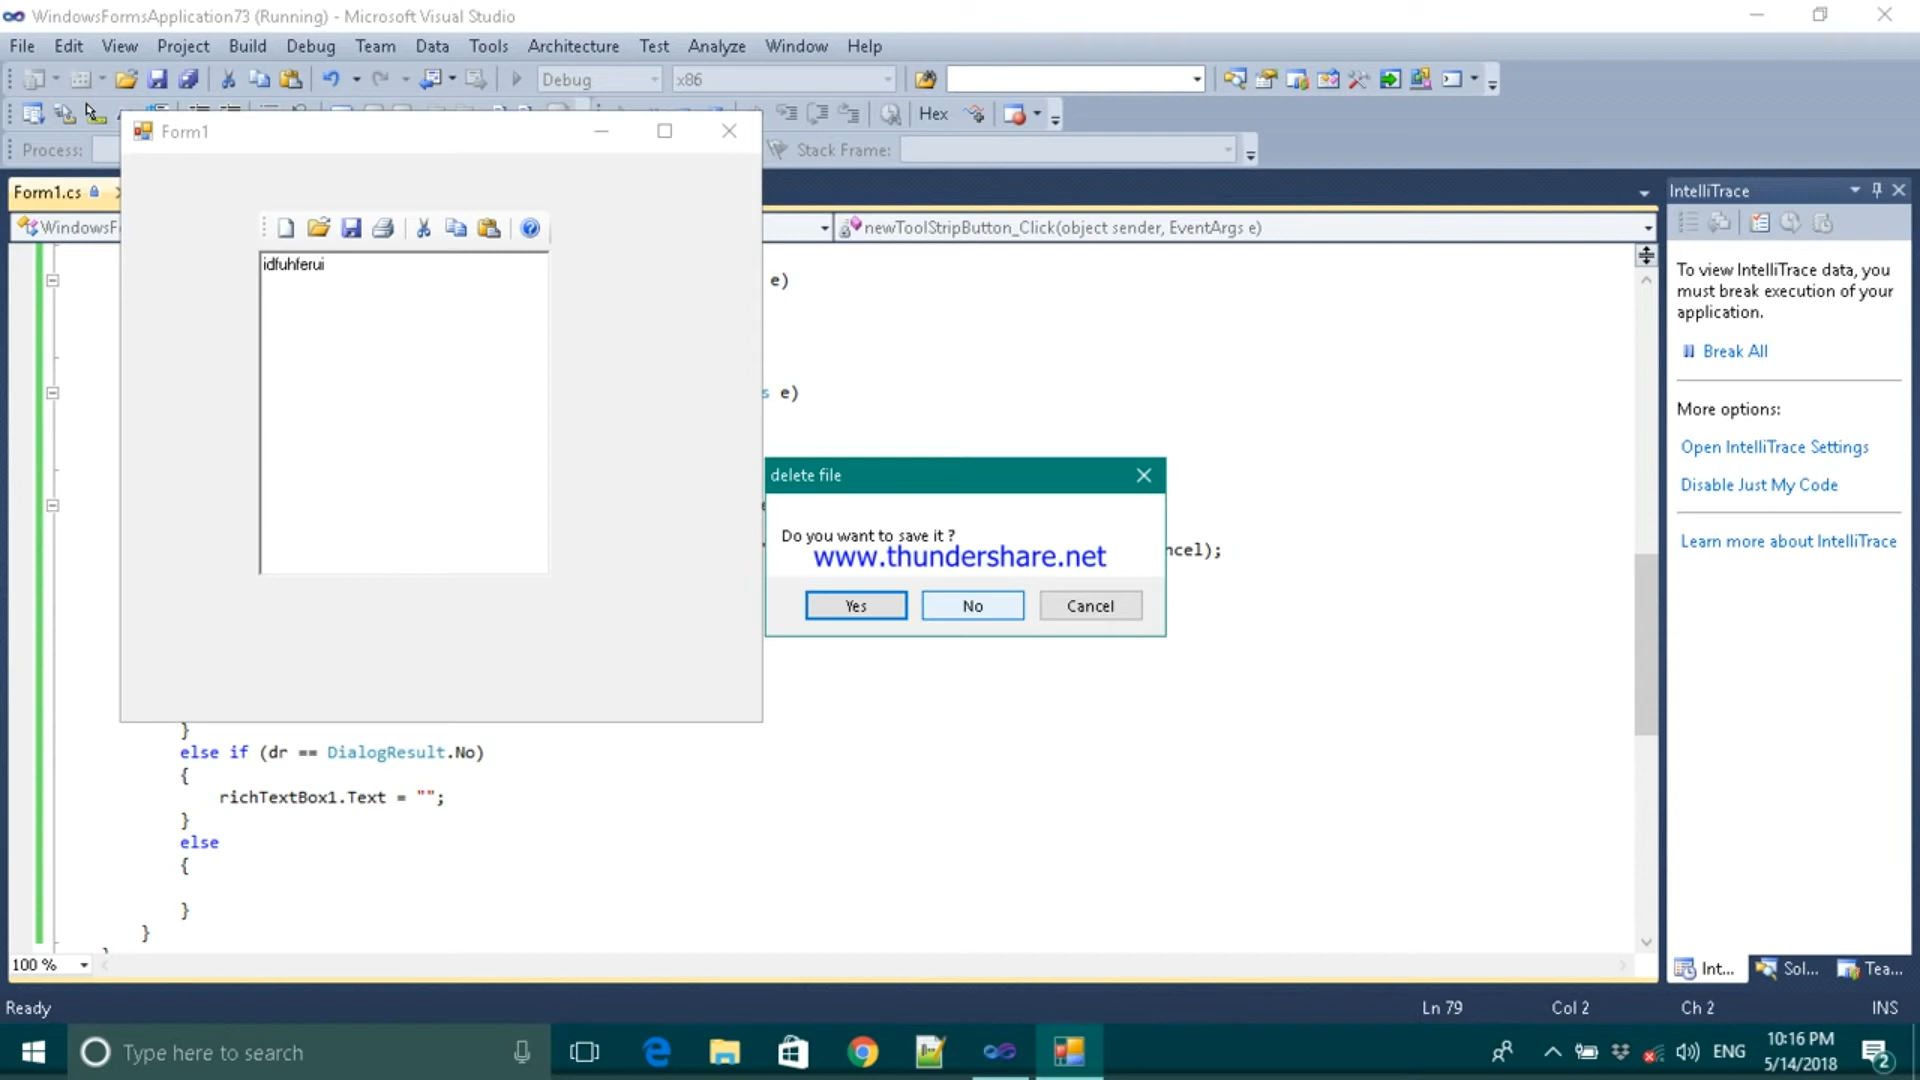 WindowsFormsApplication73 (Running) - Microsoft Visual Studio
File Edit View Project Build Debug Team Data Tools Architecture Test Analyze Window Help
Debug x86
Hex
Process: Stack Frame:
Form1
Form1.cs
WindowsF newToolStripButton_Click(object sender, EventArgs e)
idfuhferui
e)
s e)
delete file
Do you want to save it ?
www.thundershare.net
ncel);
Yes No Cancel
}
else if (dr == DialogResult.No)
{
richTextBox1.Text = "";
}
else
{
}
}
100 %
IntelliTrace
To view IntelliTrace data, you
must break execution of your
application.
Break All
More options:
Open IntelliTrace Settings
Disable Just My Code
Learn more about IntelliTrace
Int... Sol... Tea...
Ready Ln 79 Col 2 Ch 2 INS
Type here to search
ENG
10:16 PM
5/14/2018
2